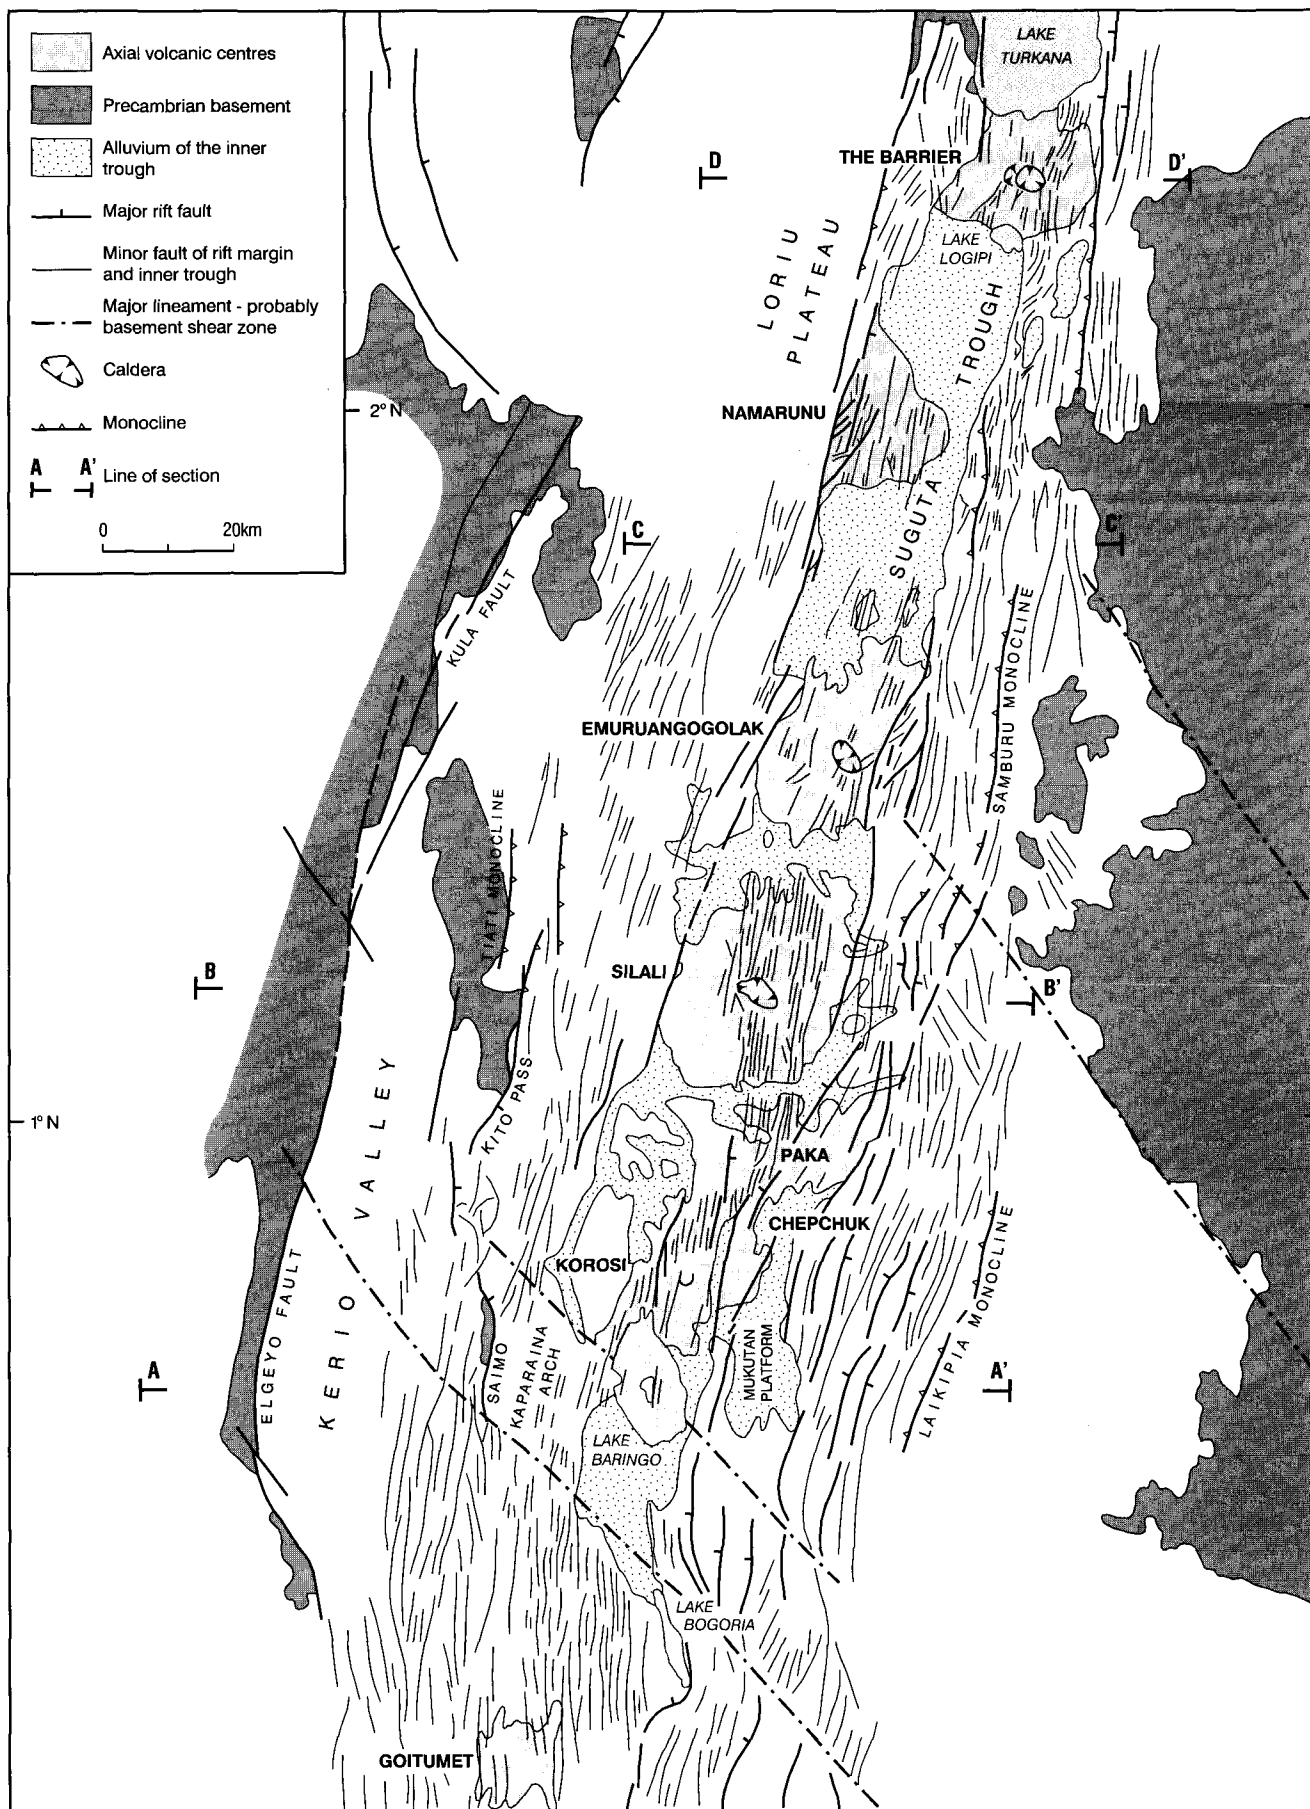 Axial volcanic centres
Precambrian basement
Alluvium of the inner
trough
Major rift fault
Minor fault of rift margin
and inner trough
Major lineament - probably
basement shear zone
Caldera
Monocline
A A' Line of section
0 20km
LAKE
TURKANA
THE BARRIER
D D'
LORIU
PLATEAU
LAKE
LOGIPI
SUGUTA TROUGH
2° N
NAMARUNU
C C'
KULA FAULT
SAMBURU MONOCLINE
EMURUANGOGOLAK
TIATI MONOCLINE
B B'
SILALI
KITO PASS
1° N
PAKA
CHEPCHUK
KOROSI
KERIO VALLEY
ELGEYO FAULT
SAIMO
KAPARAINA
ARCH
MUKUTAN
PLATFORM
LAIKIPIA MONOCLINE
A A'
LAKE
BARINGO
LAKE
BOGORIA
GOITUMET